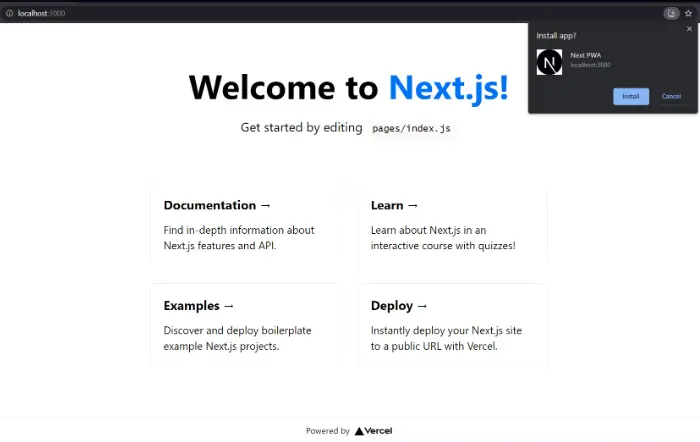 localhost:3000
Install app?
Next PWA
localhost:3000
Install Cancel
Welcome to Next.js!
Get started by editing pages/index.js
Documentation →
Find in-depth information about
Next.js features and API.
Learn →
Learn about Next.js in an
interactive course with quizzes!
Examples →
Discover and deploy boilerplate
example Next.js projects.
Deploy →
Instantly deploy your Next.js site
to a public URL with Vercel.
Powered by Vercel